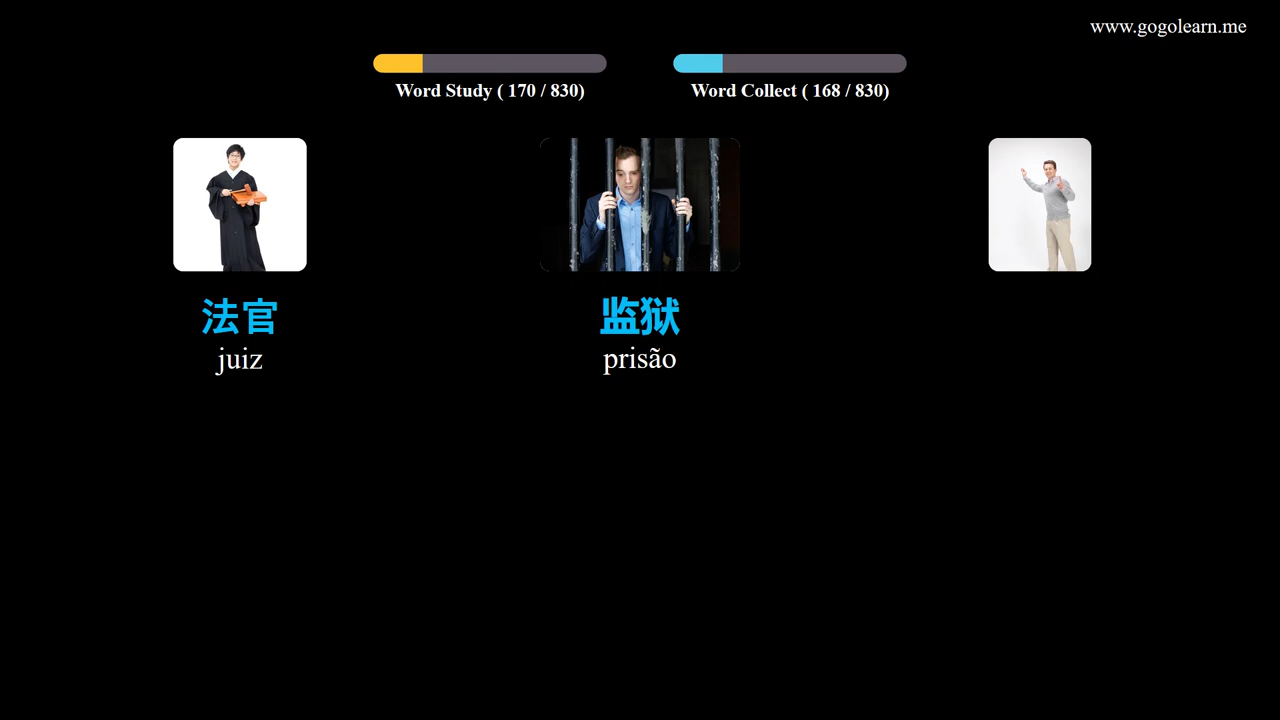 www.gogolearn.me
Word Study ( 170 / 830)
Word Collect ( 168 / 830)
法官
juiz
监狱
prisão